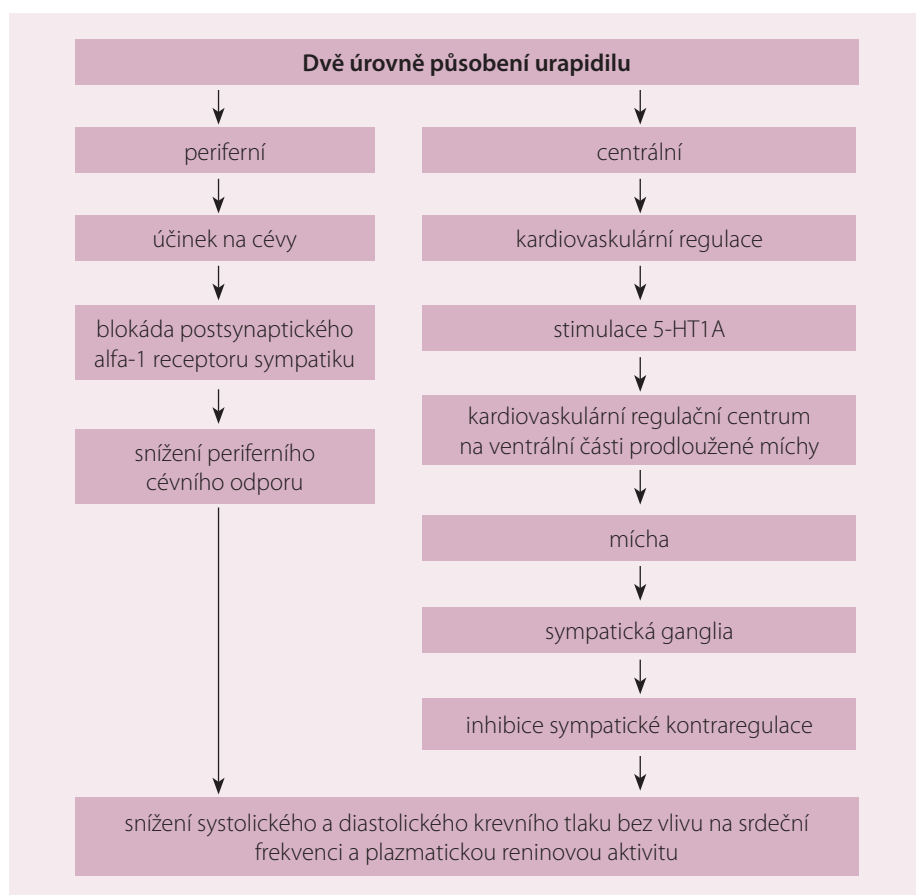 Dvě úrovně působení urapidilu
periferní
účinek na cévy
blokáda postsynaptického
alfa-1 receptoru sympatiku
snížení periferního
cévního odporu
centrální
kardiovaskulární regulace
stimulace 5-HT1A
kardiovaskulární regulační centrum
na ventrální části prodloužené míchy
mícha
sympatická ganglia
inhibice sympatické kontraregulace
snížení systolického a diastolického krevního tlaku bez vlivu na srdeční
frekvenci a plazmatickou reninovou aktivitu